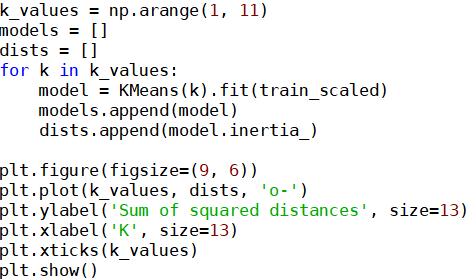 k_values = np.arange(1, 11)
models = []
dists = []
for k in k_values:
    model = KMeans(k).fit(train_scaled)
    models.append(model)
    dists.append(model.inertia_)

plt.figure(figsize=(9, 6))
plt.plot(k_values, dists, 'o-')
plt.ylabel('Sum of squared distances', size=13)
plt.xlabel('K', size=13)
plt.xticks(k_values)
plt.show()